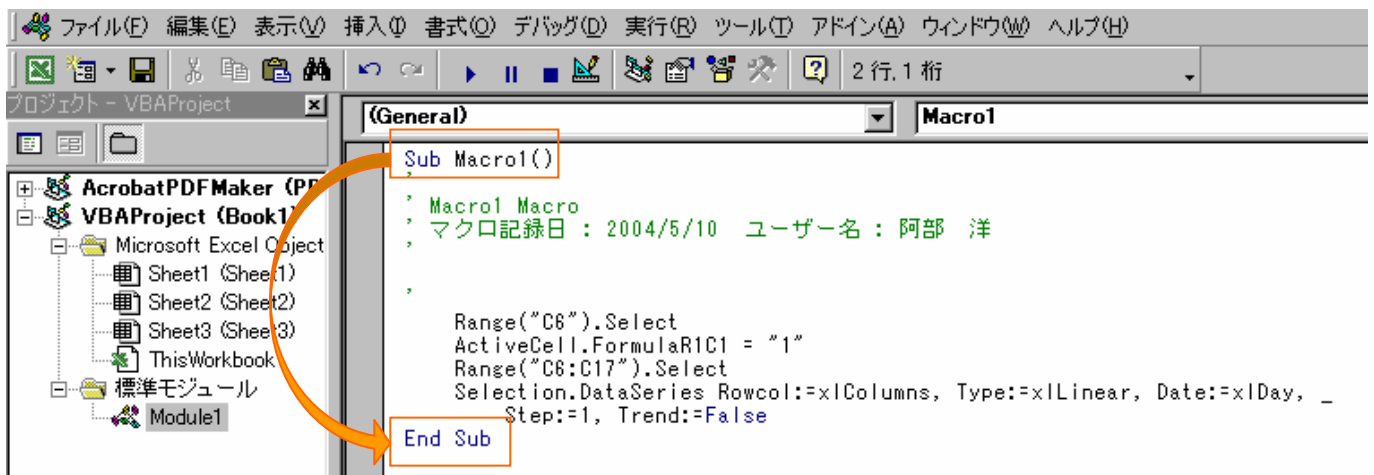 ファイル(F) 編集(E) 表示(V) 挿入(I) 書式(O) デバッグ(D) 実行(R) ツール(T) アドイン(A) ウィンドウ(W) ヘルプ(H)
2 行, 1 桁
プロジェクト - VBAProject
(General) Macro1
AcrobatPDFMaker (PD
VBAProject (Book1)
Microsoft Excel Object
Sheet1 (Sheet1)
Sheet2 (Sheet2)
Sheet3 (Sheet3)
ThisWorkbook
標準モジュール
Module1
Sub Macro1()
'
' Macro1 Macro
' マクロ記録日 : 2004/5/10 ユーザー名 : 阿部 洋
'
'
Range("C6").Select
ActiveCell.FormulaR1C1 = "1"
Range("C6:C17").Select
Selection.DataSeries Rowcol:=xlColumns, Type:=xlLinear, Date:=xlDay, _
Step:=1, Trend:=False
End Sub